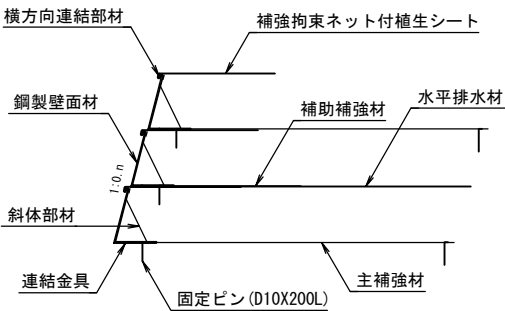 横方向連結部材
補強拘束ネット付植生シート
鋼製壁面材
補助補強材
水平排水材
1:0.n
斜体部材
連結金具
主補強材
固定ピン(D10X200L)